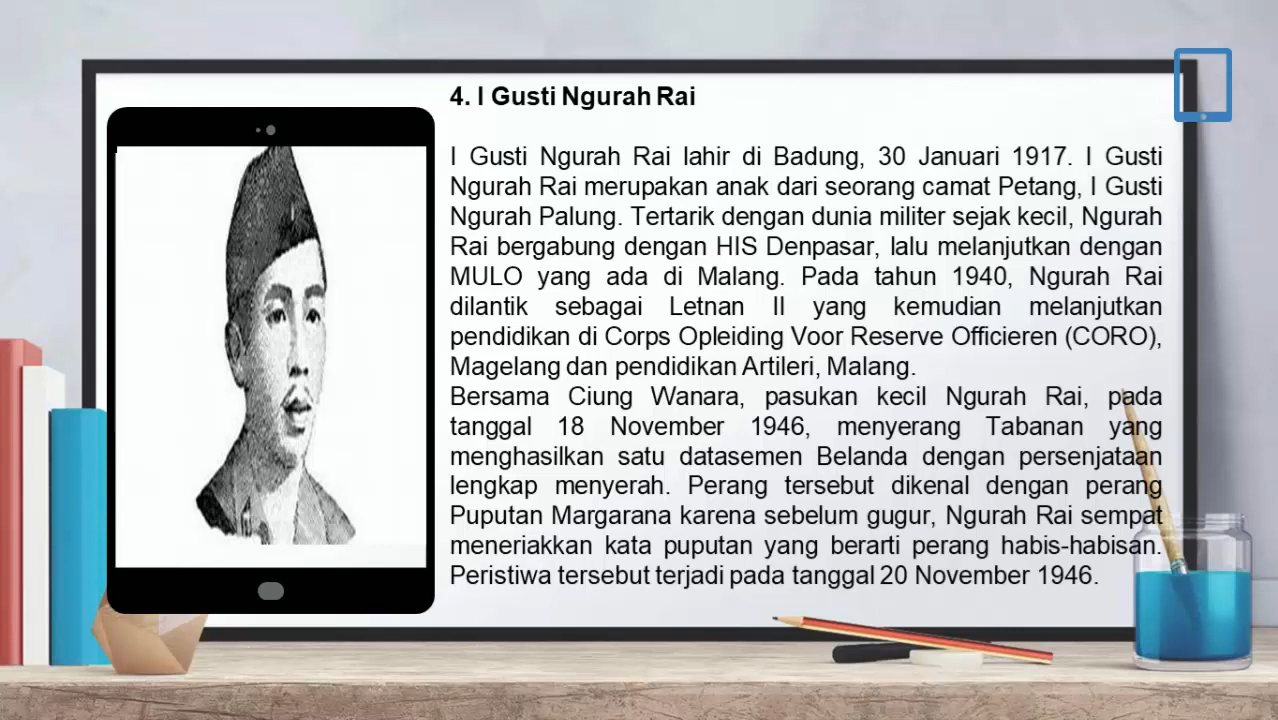 4. I Gusti Ngurah Rai
I Gusti Ngurah Rai lahir di Badung, 30 Januari 1917. I Gusti
Ngurah Rai merupakan anak dari seorang camat Petang, I Gusti
Ngurah Palung. Tertarik dengan dunia militer sejak kecil, Ngurah
Rai bergabung dengan HIS Denpasar, lalu melanjutkan dengan
MULO yang ada di Malang. Pada tahun 1940, Ngurah Rai
dilantik sebagai Letnan II yang kemudian melanjutkan
pendidikan di Corps Opleiding Voor Reserve Officieren (CORO),
Magelang dan pendidikan Artileri, Malang.
Bersama Ciung Wanara, pasukan kecil Ngurah Rai, pada
tanggal 18 November 1946, menyerang Tabanan yang
menghasilkan satu datasemen Belanda dengan persenjataan
lengkap menyerah. Perang tersebut dikenal dengan perang
Puputan Margarana karena sebelum gugur, Ngurah Rai sempat
meneriakkan kata puputan yang berarti perang habis-habisan.
Peristiwa tersebut terjadi pada tanggal 20 November 1946.